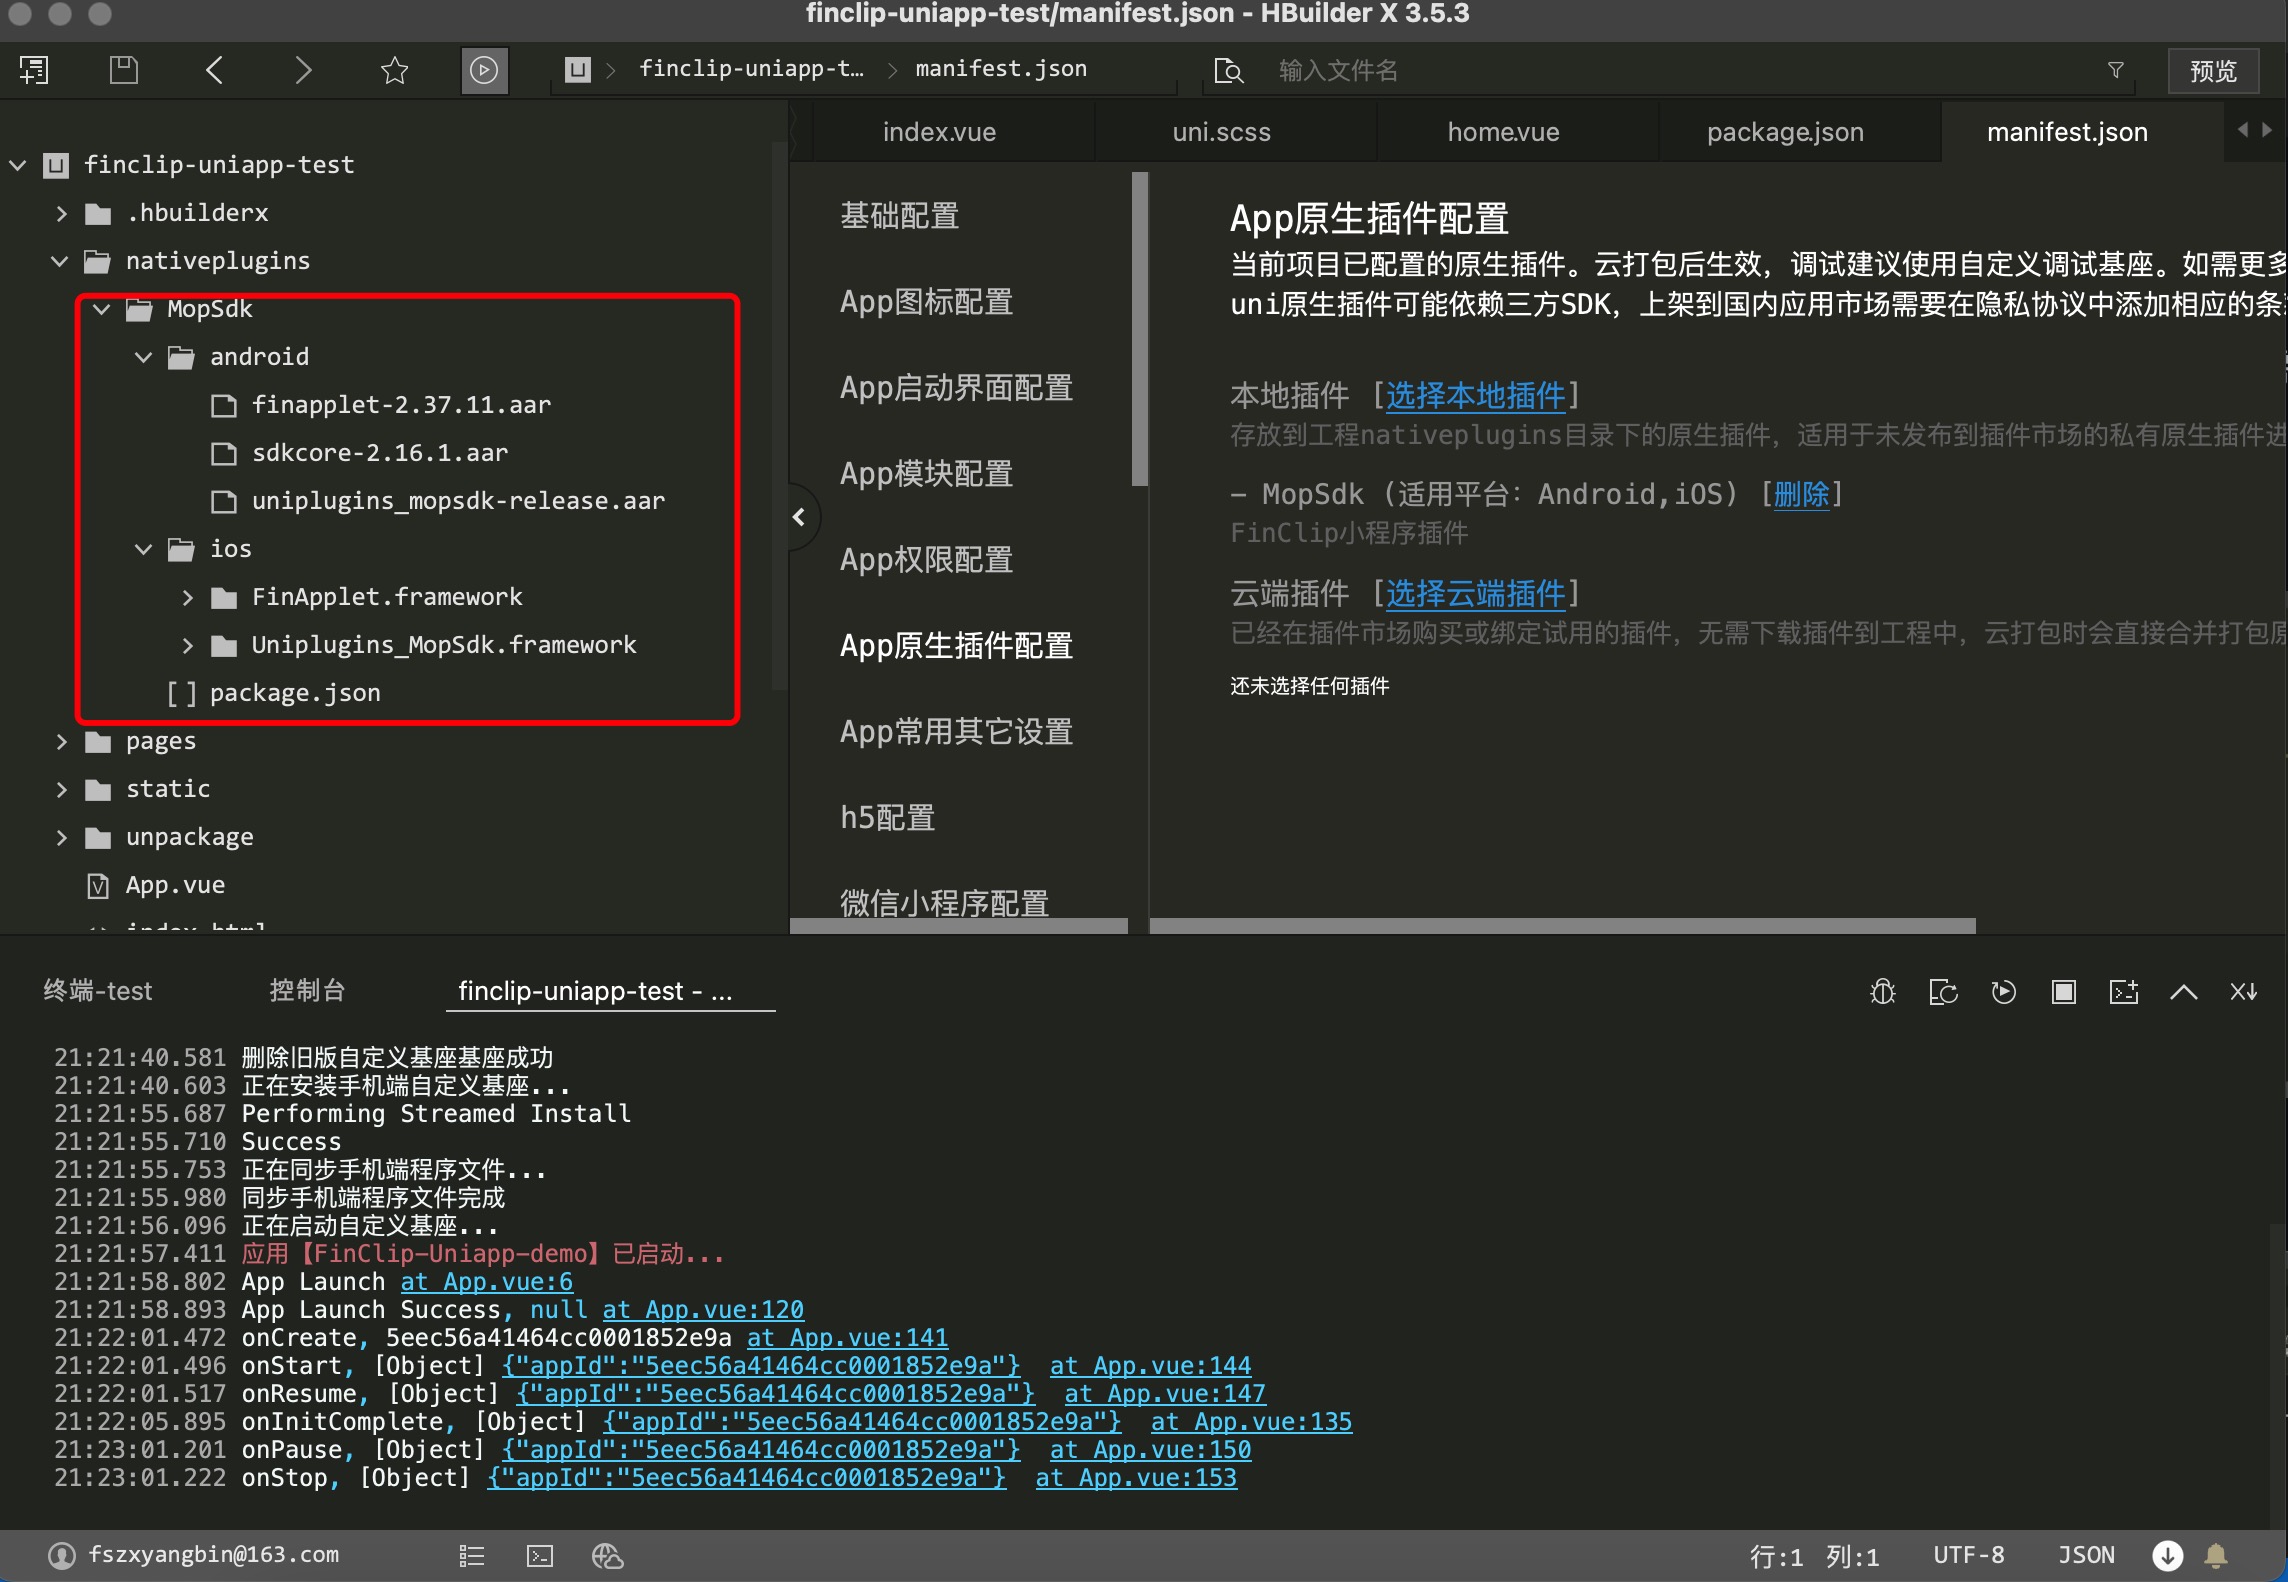 finclip-uniapp-test/manifest.json - HBuilder X 3.5.3
finclip-uniapp-t… manifest.json 输入文件名 预览
finclip-uniapp-test
.hbuilderx
nativeplugins
MopSdk
android
finapplet-2.37.11.aar
sdkcore-2.16.1.aar
uniplugins_mopsdk-release.aar
ios
FinApplet.framework
Uniplugins_MopSdk.framework
package.json
pages
static
unpackage
App.vue
index.html
index.vue uni.scss home.vue package.json manifest.json
基础配置
App图标配置
App启动界面配置
App模块配置
App权限配置
App原生插件配置
App常用其它设置
h5配置
微信小程序配置
App原生插件配置
当前项目已配置的原生插件。云打包后生效，调试建议使用自定义调试基座。如需更多
uni原生插件可能依赖三方SDK，上架到国内应用市场需要在隐私协议中添加相应的条
本地插件 [选择本地插件]
存放到工程nativeplugins目录下的原生插件，适用于未发布到插件市场的私有原生插件进
- MopSdk (适用平台：Android,iOS) [删除]
FinClip小程序插件
云端插件 [选择云端插件]
已经在插件市场购买或绑定试用的插件，无需下载插件到工程中，云打包时会直接合并打包原
还未选择任何插件
终端-test 控制台 finclip-uniapp-test - ...
21:21:40.581 删除旧版自定义基座基座成功
21:21:40.603 正在安装手机端自定义基座...
21:21:55.687 Performing Streamed Install
21:21:55.710 Success
21:21:55.753 正在同步手机端程序文件...
21:21:55.980 同步手机端程序文件完成
21:21:56.096 正在启动自定义基座...
21:21:57.411 应用【FinClip-Uniapp-demo】已启动...
21:21:58.802 App Launch at App.vue:6
21:21:58.893 App Launch Success, null at App.vue:120
21:22:01.472 onCreate, 5eec56a41464cc0001852e9a at App.vue:141
21:22:01.496 onStart, [Object] {"appId":"5eec56a41464cc0001852e9a"} at App.vue:144
21:22:01.517 onResume, [Object] {"appId":"5eec56a41464cc0001852e9a"} at App.vue:147
21:22:05.895 onInitComplete, [Object] {"appId":"5eec56a41464cc0001852e9a"} at App.vue:135
21:23:01.201 onPause, [Object] {"appId":"5eec56a41464cc0001852e9a"} at App.vue:150
21:23:01.222 onStop, [Object] {"appId":"5eec56a41464cc0001852e9a"} at App.vue:153
fszxyangbin@163.com 行:1 列:1 UTF-8 JSON